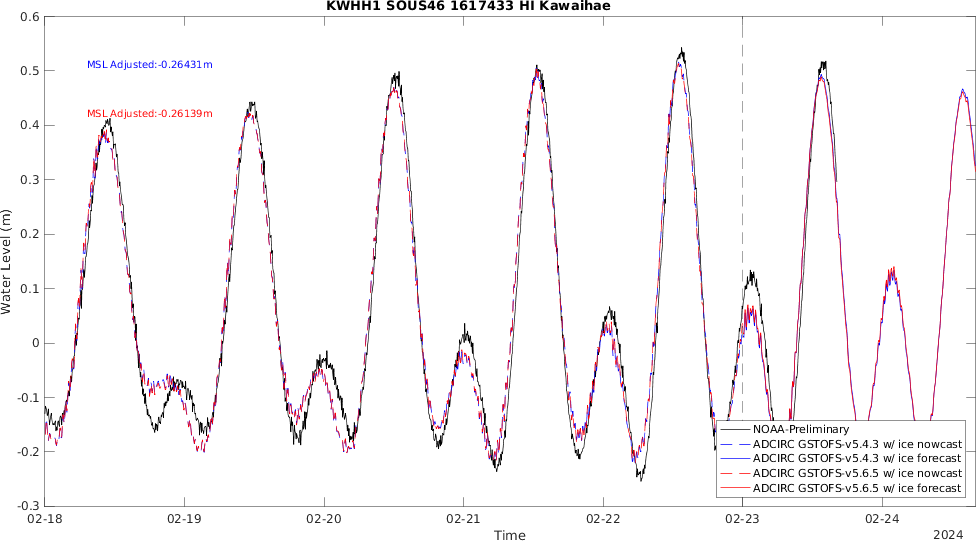 KWHH1 SOUS46 1617433 HI Kawaihae
0.6
0.5
0.4
0.3
0.2
0.1
0
-0.1
-0.2
-0.3
Water Level (m)
MSL Adjusted:-0.26431m
MSL Adjusted:-0.26139m
NOAA-Preliminary
ADCIRC GSTOFS-v5.4.3 w/ ice nowcast
ADCIRC GSTOFS-v5.4.3 w/ ice forecast
ADCIRC GSTOFS-v5.6.5 w/ ice nowcast
ADCIRC GSTOFS-v5.6.5 w/ ice forecast
02-18
02-19
02-20
02-21
02-22
02-23
02-24
Time
2024